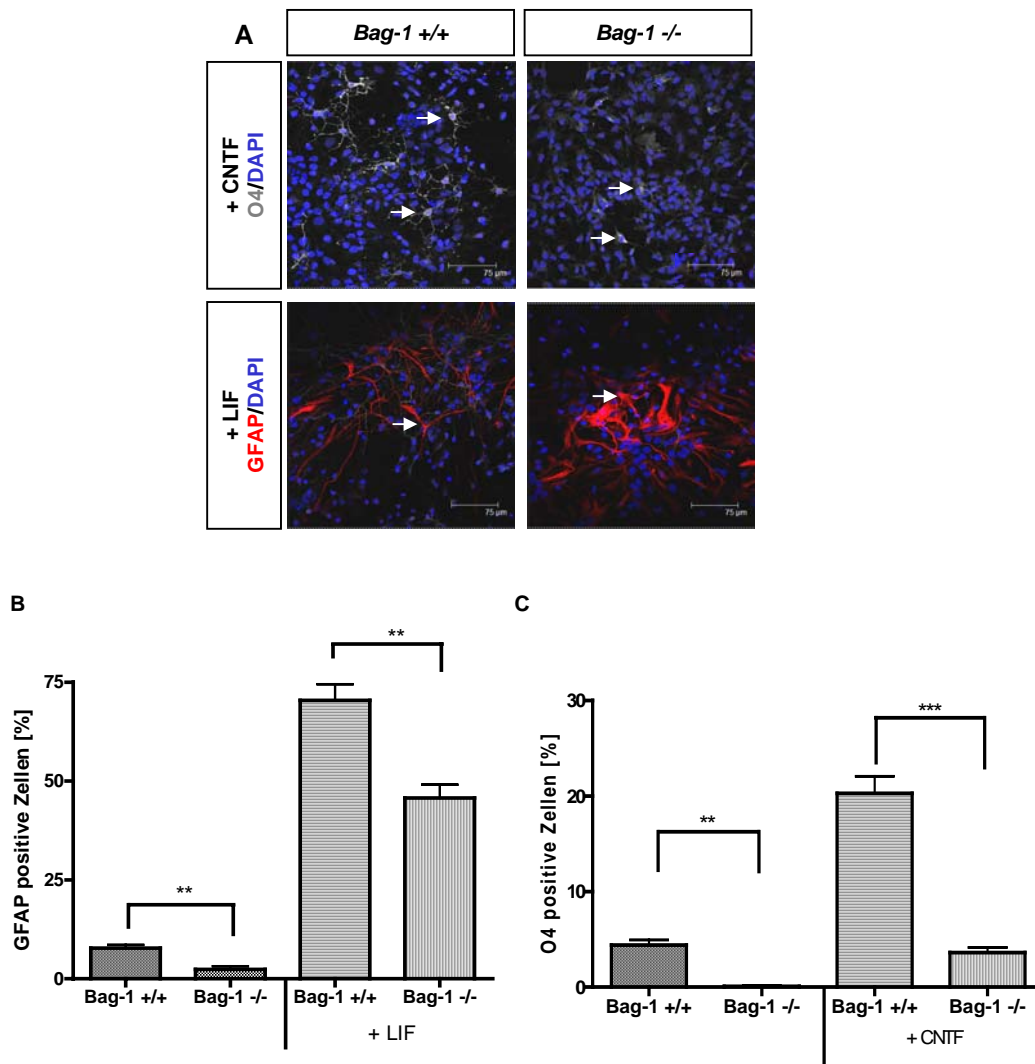 A
Bag-1 +/+
Bag-1 -/-
+ CNTF
O4/DAPI
75 µm
75 µm
+ LIF
GFAP/DAPI
75 µm
75 µm
B
GFAP positive Zellen [%]
75
50
25
0
**
**
Bag-1 +/+
Bag-1 -/-
Bag-1 +/+
Bag-1 -/-
+ LIF
C
O4 positive Zellen [%]
30
20
10
0
**
***
Bag-1 +/+
Bag-1 -/-
Bag-1 +/+
Bag-1 -/-
+ CNTF